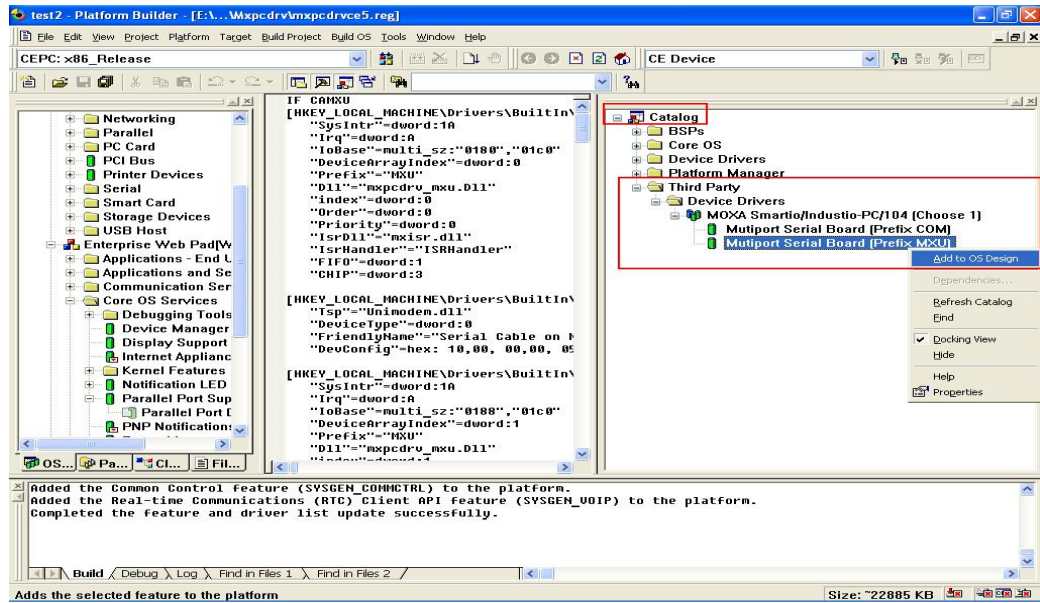 test2 - Platform Builder - [E:\...\Mxpcdrv\mxpcdrvce5.reg]
File Edit View Project Platform Target Build Project Build OS Tools Window Help
CEPC: x86_Release
CE Device
Networking
Parallel
PC Card
PCI Bus
Printer Devices
Serial
Smart Card
Storage Devices
USB Host
Enterprise Web Pad(W
Applications - End U
Applications and Se
Communication Ser
Core OS Services
Debugging Tools
Device Manager
Display Support
Internet Applianc
Kernel Features
Notification LED
Parallel Port Sup
Parallel Port D
PNP Notifications
OS...
Pa...
Cl...
Fil...
IF CAMXU
[HKEY_LOCAL_MACHINE\Drivers\BuiltIn\
"SysIntr"=dword:1A
"Irq"=dword:A
"IoBase"=multi_sz:"0180","01c0"
"DeviceArrayIndex"=dword:0
"Prefix"="MXU"
"Dll"="mxpcdrv_mxu.Dll"
"index"=dword:0
"Order"=dword:0
"Priority"=dword:0
"IsrDll"="mxisr.dll"
"IsrHandler"="ISRHandler"
"FIFO"=dword:1
"CHIP"=dword:3
[HKEY_LOCAL_MACHINE\Drivers\BuiltIn\
"Tsp"="Unimodem.dll"
"DeviceType"=dword:0
"FriendlyName"="Serial Cable on M
"DevConfig"=hex: 10,00, 00,00, 05
[HKEY_LOCAL_MACHINE\Drivers\BuiltIn\
"SysIntr"=dword:1A
"Irq"=dword:A
"IoBase"=multi_sz:"0188","01c0"
"DeviceArrayIndex"=dword:1
"Prefix"="MXU"
"Dll"="mxpcdrv_mxu.Dll"
"index"=dword:1
Catalog
BSPs
Core OS
Device Drivers
Platform Manager
Third Party
Device Drivers
MOXA Smartio/Industio-PC/104 (Choose 1)
Mutiport Serial Board (Prefix COM)
Mutiport Serial Board (Prefix MXU)
Add to OS Design
Dependencies...
Refresh Catalog
Find
Docking View
Hide
Help
Properties
Added the Common Control feature (SYSGEN_COMMCTRL) to the platform.
Added the Real-time Communications (RTC) Client API feature (SYSGEN_VOIP) to the platform.
Completed the feature and driver list update successfully.
Build
Debug
Log
Find in Files 1
Find in Files 2
Adds the selected feature to the platform
Size: ~22885 KB